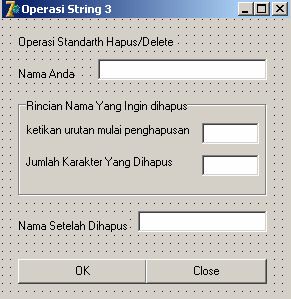 Operasi String 3
Operasi Standarth Hapus/Delete
Nama Anda
Rincian Nama Yang Ingin dihapus
ketikan urutan mulai penghapusan
Jumlah Karakter Yang Dihapus
Nama Setelah Dihapus
OK Close